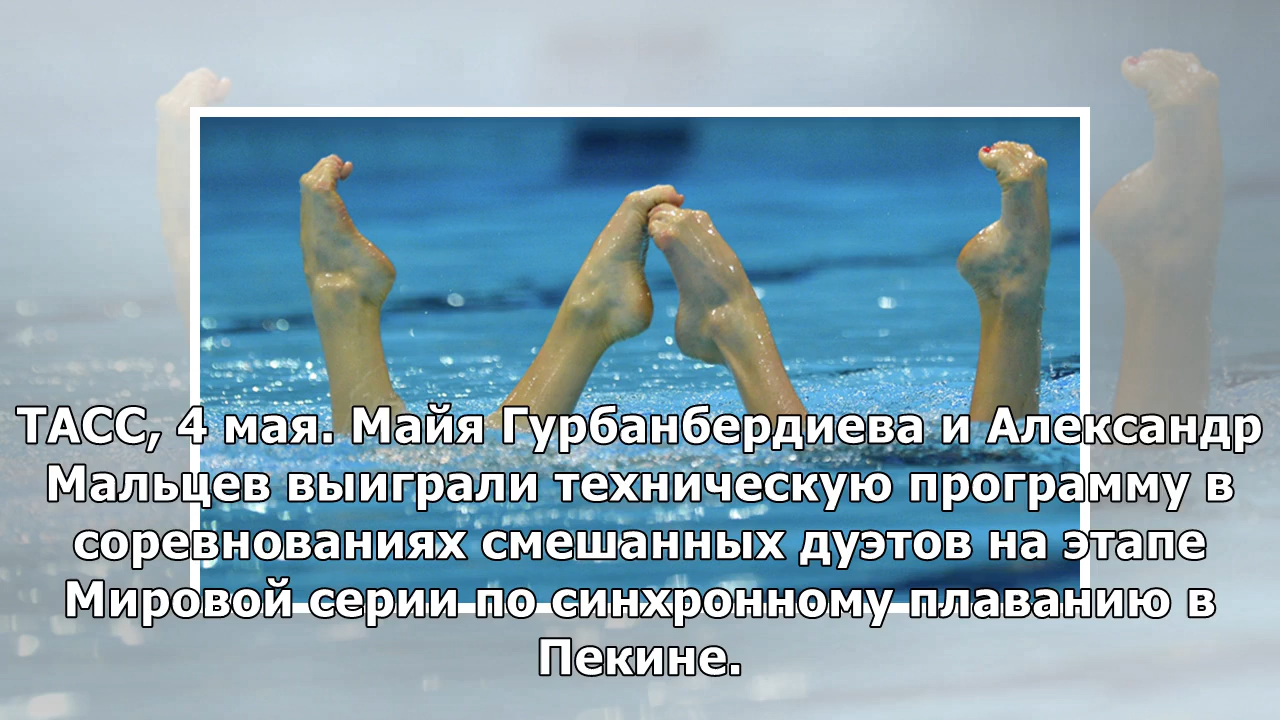 ТАСС, 4 мая. Майя Гурбанбердиева и Александр
Мальцев выиграли техническую программу в
соревнованиях смешанных дуэтов на этапе
Мировой серии по синхронному плаванию в
Пекине.